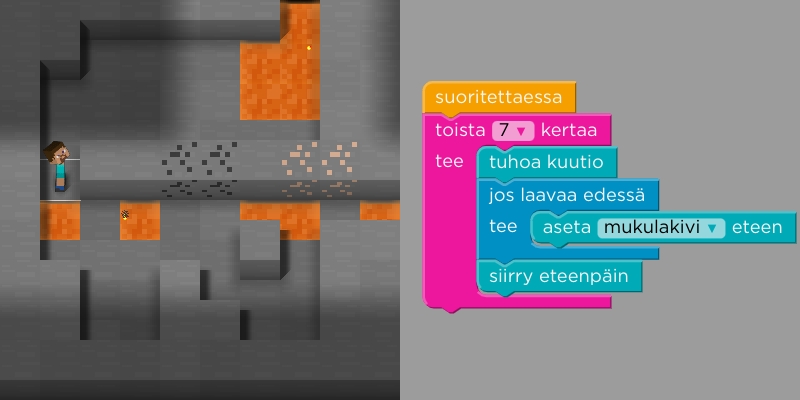 suoritettaessa
toista 7 ▼ kertaa
tee tuhoa kuutio
jos laavaa edessä
tee aseta mukulakivi ▼ eteen
siirry eteenpäin